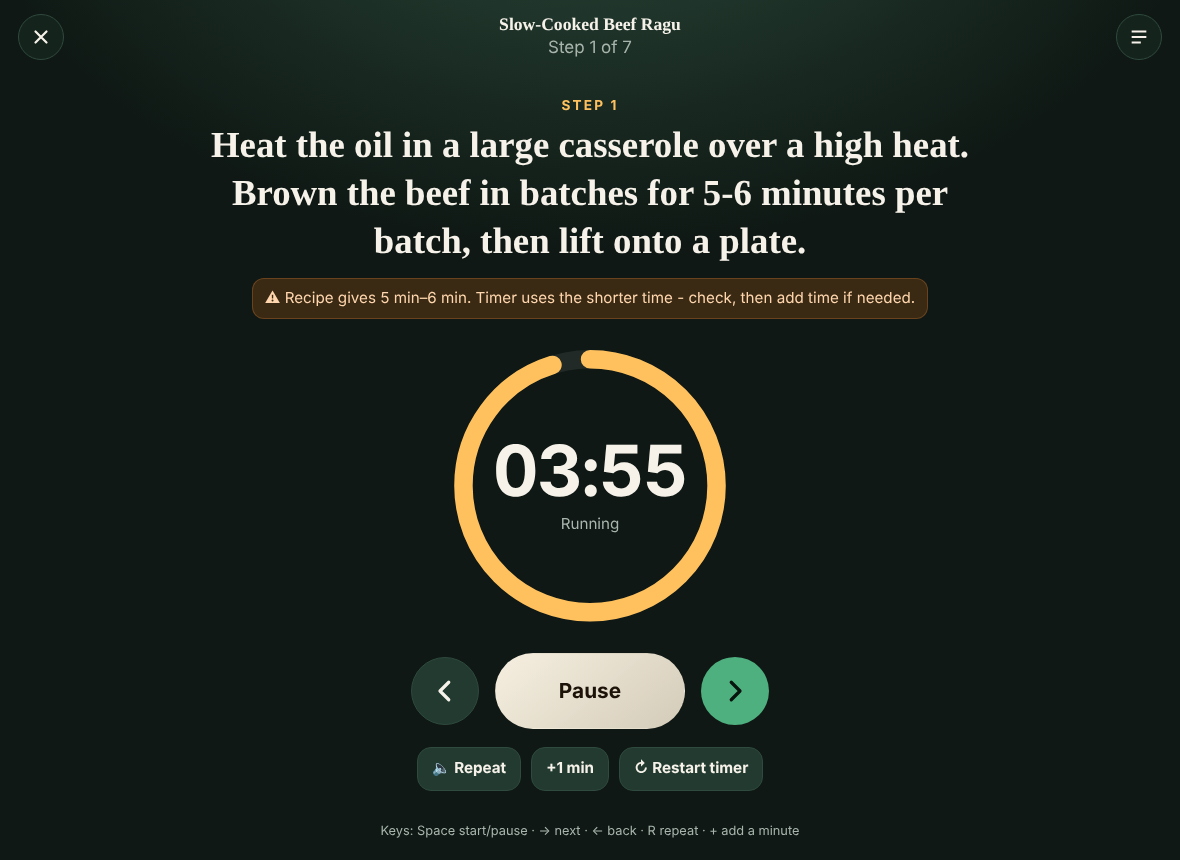 Slow-Cooked Beef Ragu
Step 1 of 7
STEP 1
Heat the oil in a large casserole over a high heat.
Brown the beef in batches for 5-6 minutes per
batch, then lift onto a plate.
⚠ Recipe gives 5 min–6 min. Timer uses the shorter time - check, then add time if needed.
03:55
Running
Pause
🔈 Repeat
+1 min
↻ Restart timer
Keys: Space start/pause · → next · ← back · R repeat · + add a minute